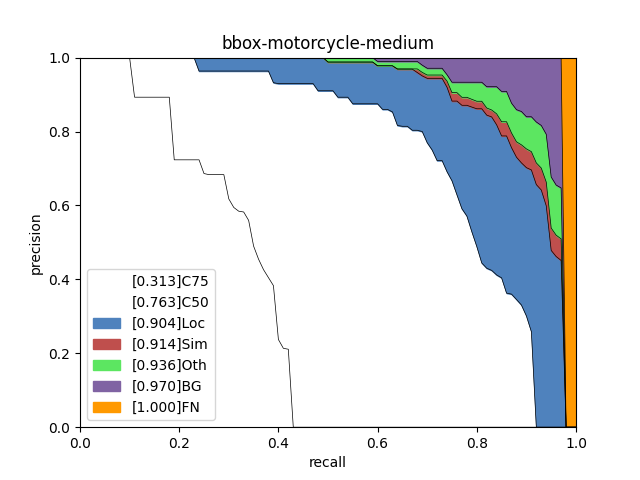 bbox-motorcycle-medium
1.0
0.8
0.6
0.4
0.2
0.0
precision
[0.313]C75
[0.763]C50
[0.904]Loc
[0.914]Sim
[0.936]Oth
[0.970]BG
[1.000]FN
0.0 0.2 0.4 0.6 0.8 1.0
recall